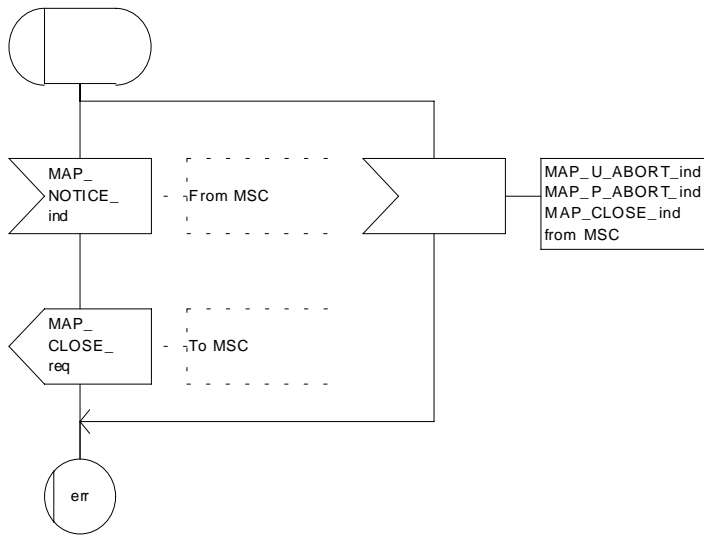 MAP_
NOTICE_
ind
From MSC
MAP_U_ABORT_ind
MAP_P_ABORT_ind
MAP_CLOSE_ind
from MSC
MAP_
CLOSE_
req
To MSC
err